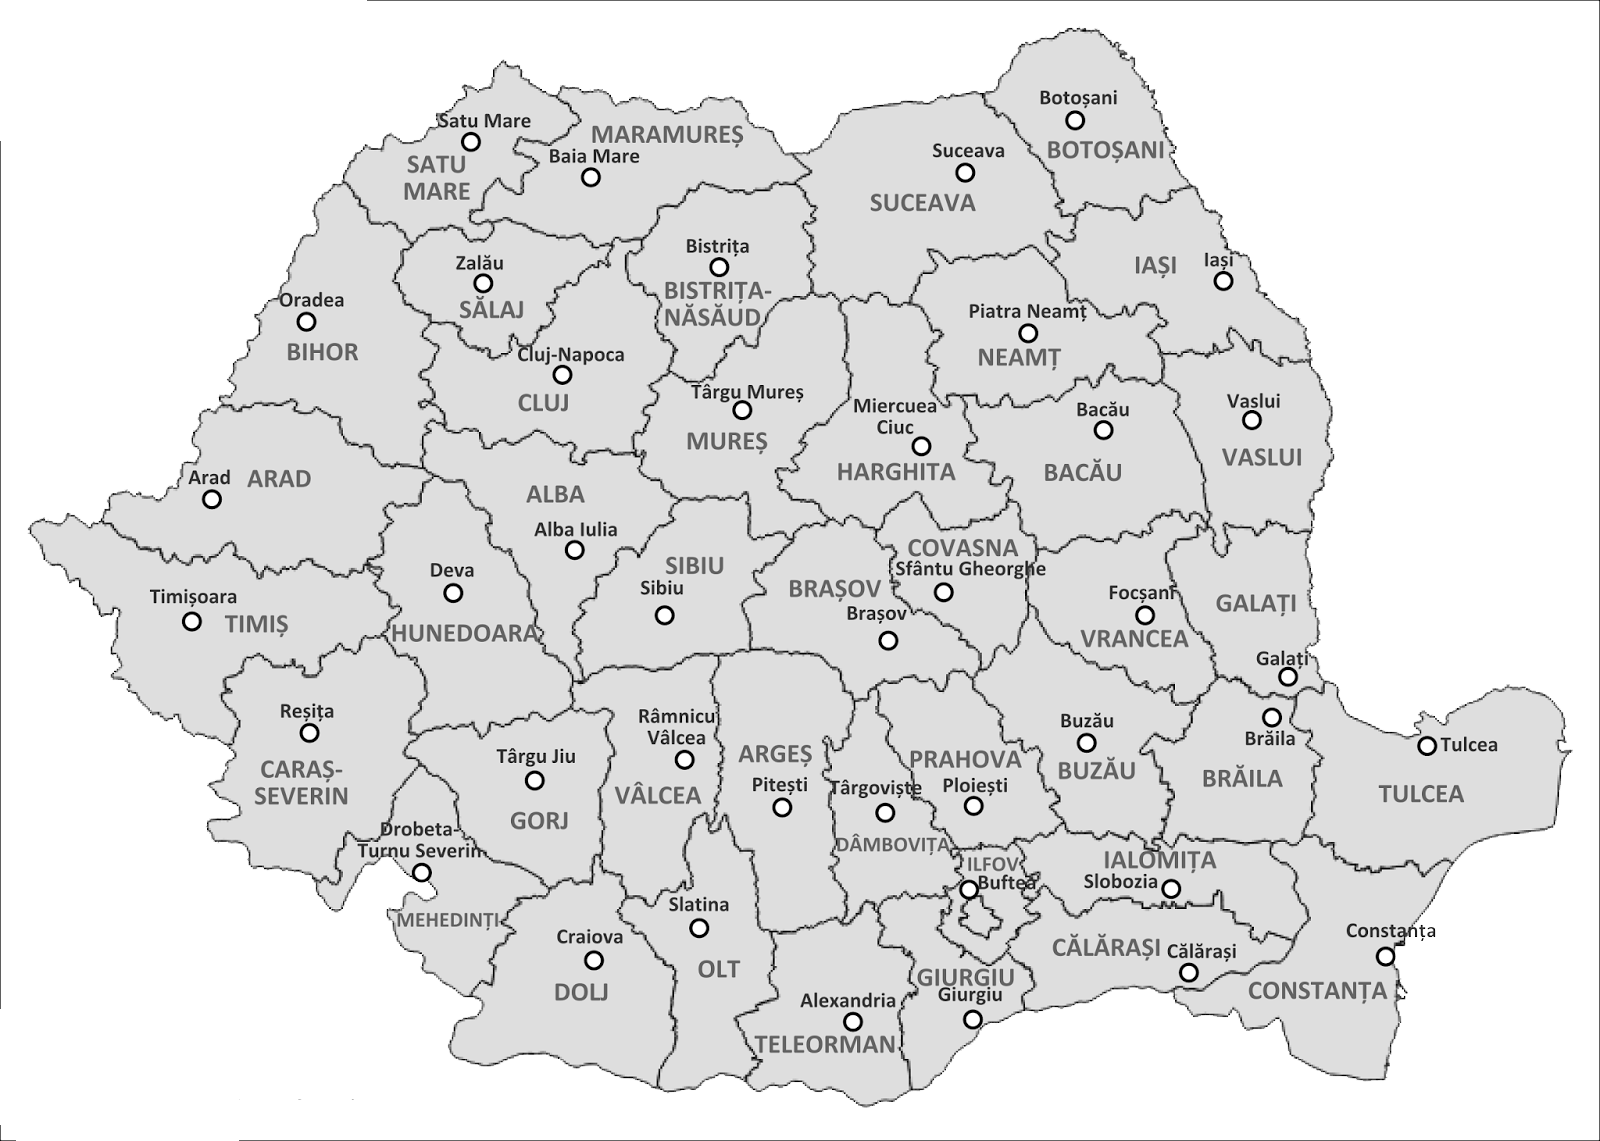 Botoșani
BOTOȘANI
Satu Mare
SATU
MARE
MARAMUREȘ
Baia Mare
Suceava
SUCEAVA
Bistrița
BISTRIȚA-
NĂSĂUD
Zalău
SĂLAJ
IAȘI
Iași
Oradea
BIHOR
Piatra Neamț
NEAMȚ
Cluj-Napoca
CLUJ
Târgu Mureș
MUREȘ
Miercuea
Ciuc
HARGHITA
Bacău
BACĂU
Vaslui
VASLUI
Arad
ARAD
ALBA
Alba Iulia
SIBIU
Sibiu
BRAȘOV
Brașov
COVASNA
Sfântu Gheorghe
Focșani
VRANCEA
GALAȚI
Galați
Timișoara
TIMIȘ
Deva
HUNEDOARA
Reșița
CARAȘ-
SEVERIN
Târgu Jiu
GORJ
Râmnicu
Vâlcea
VÂLCEA
ARGEȘ
Pitești
Târgoviște
DÂMBOVIȚA
PRAHOVA
Ploiești
Buzău
BUZĂU
Brăila
BRĂILA
Tulcea
TULCEA
Drobeta-
Turnu Severin
MEHEDINȚI
ILFOV
Buftea
IALOMIȚA
Slobozia
Craiova
DOLJ
Slatina
OLT
Alexandria
TELEORMAN
GIURGIU
Giurgiu
CĂLĂRAȘI
Călărași
Constanța
CONSTANȚA